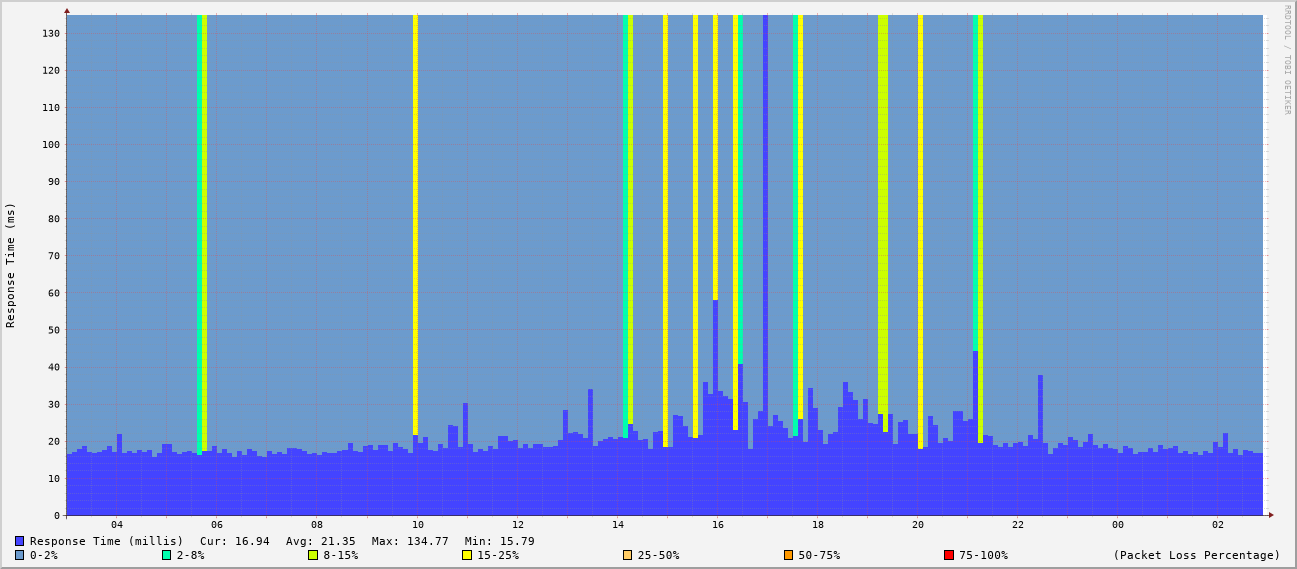 RRDTOOL / TOBI OETIKER
Response Time (ms)
130
120
110
100
90
80
70
60
50
40
30
20
10
0
04 06 08 10 12 14 16 18 20 22 00 02
Response Time (millis) Cur: 16.94 Avg: 21.35 Max: 134.77 Min: 15.79
0-2% 2-8% 8-15% 15-25% 25-50% 50-75% 75-100% (Packet Loss Percentage)